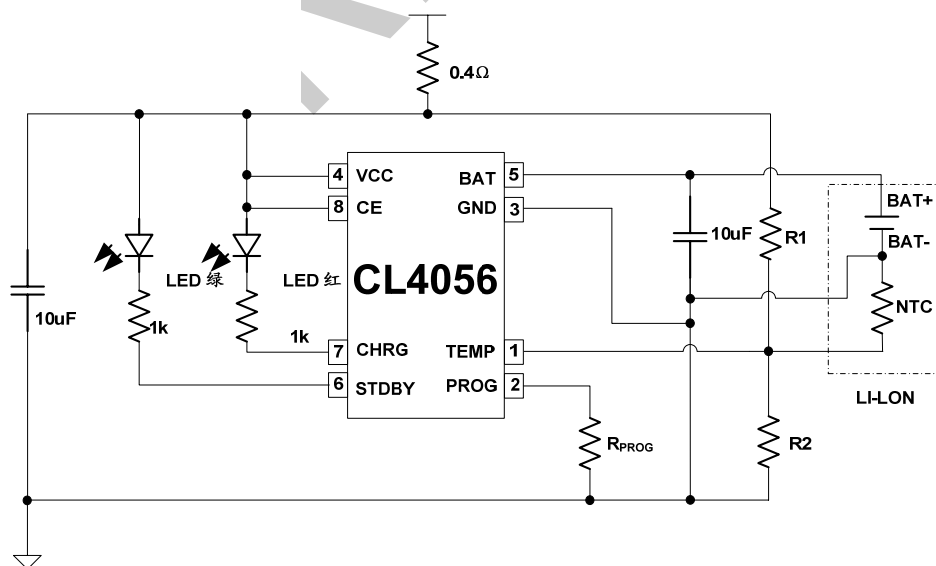 0.4Ω
4 VCC
BAT 5
8 CE
GND 3
BAT+
10uF
R1
BAT-
LED 绿
LED 红
CL4056
NTC
10uF
1k
1k
7 CHRG
TEMP 1
6 STDBY
PROG 2
LI-LON
RPROG
R2